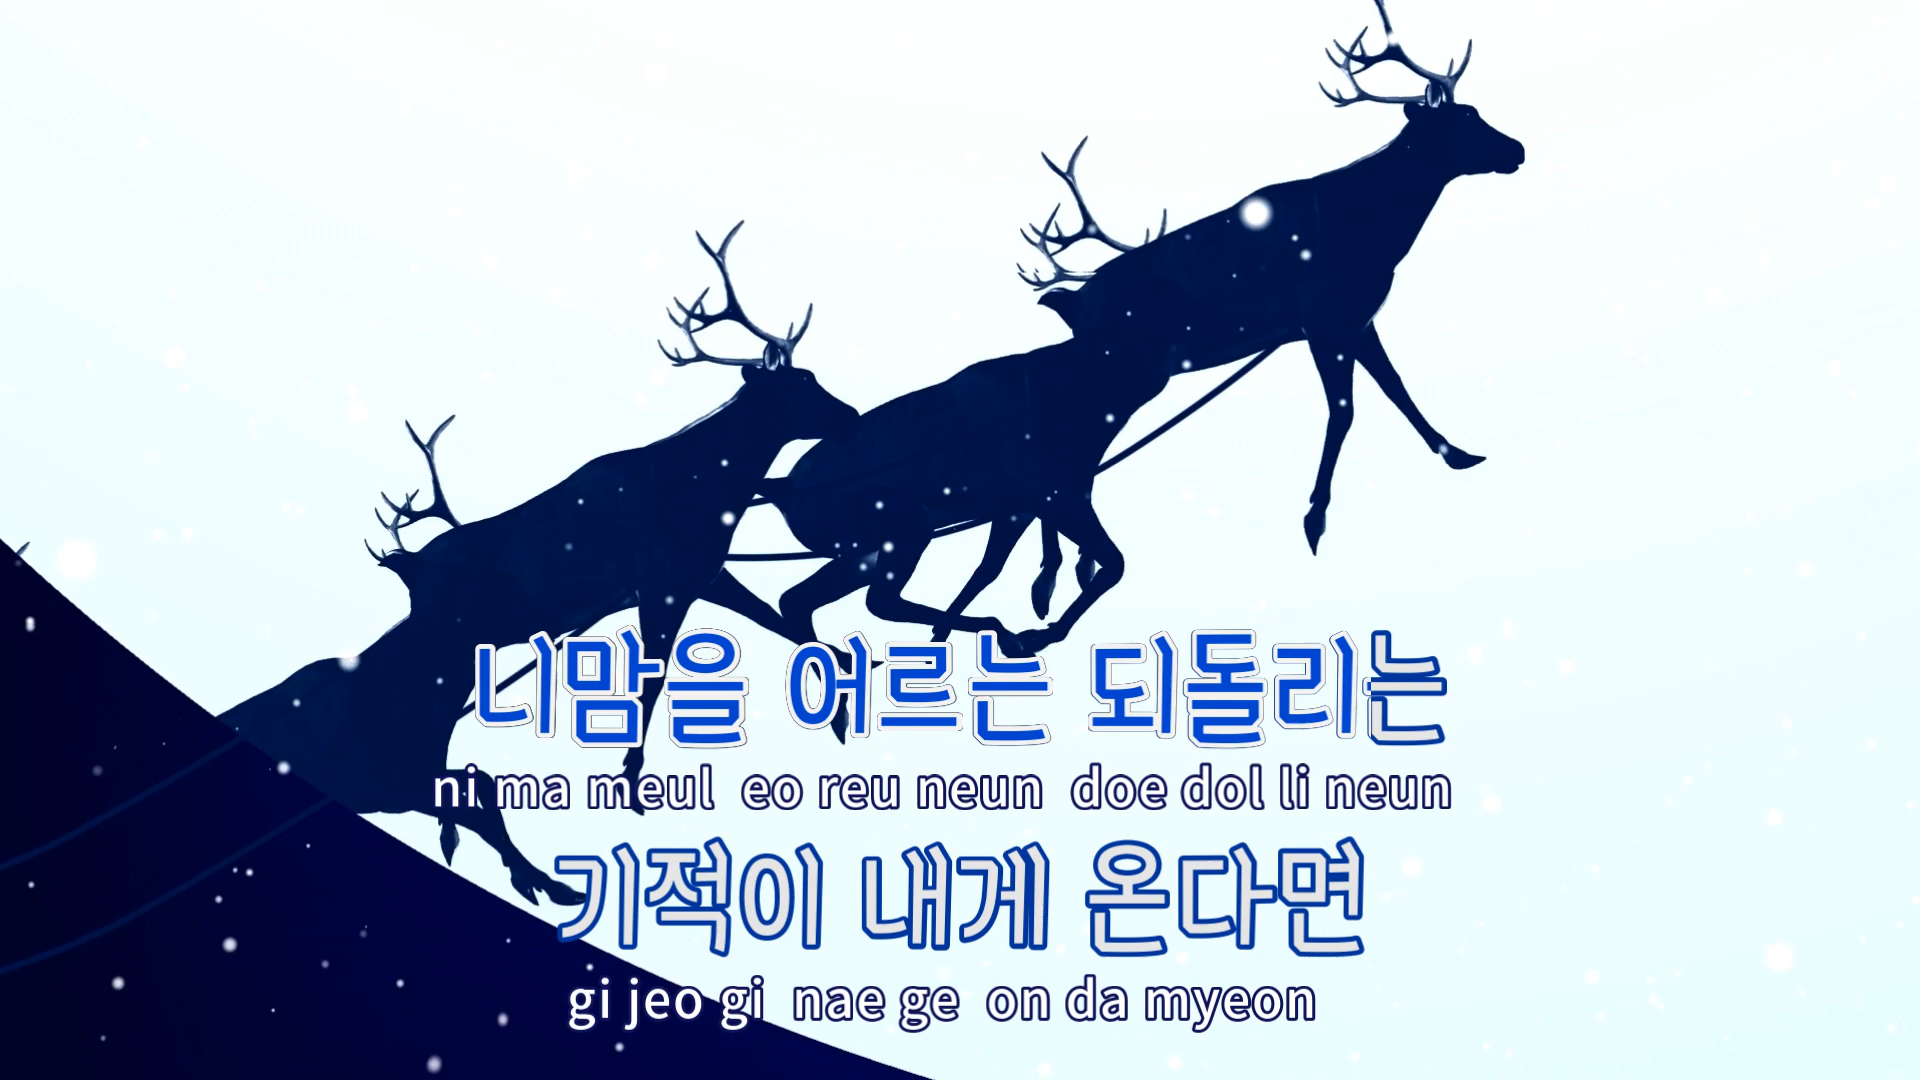 니맘을 어르는 되돌리는
ni ma meul eo reu neun doe dol li neun
기적이 내게 온다면
gi jeo gi nae ge on da myeon